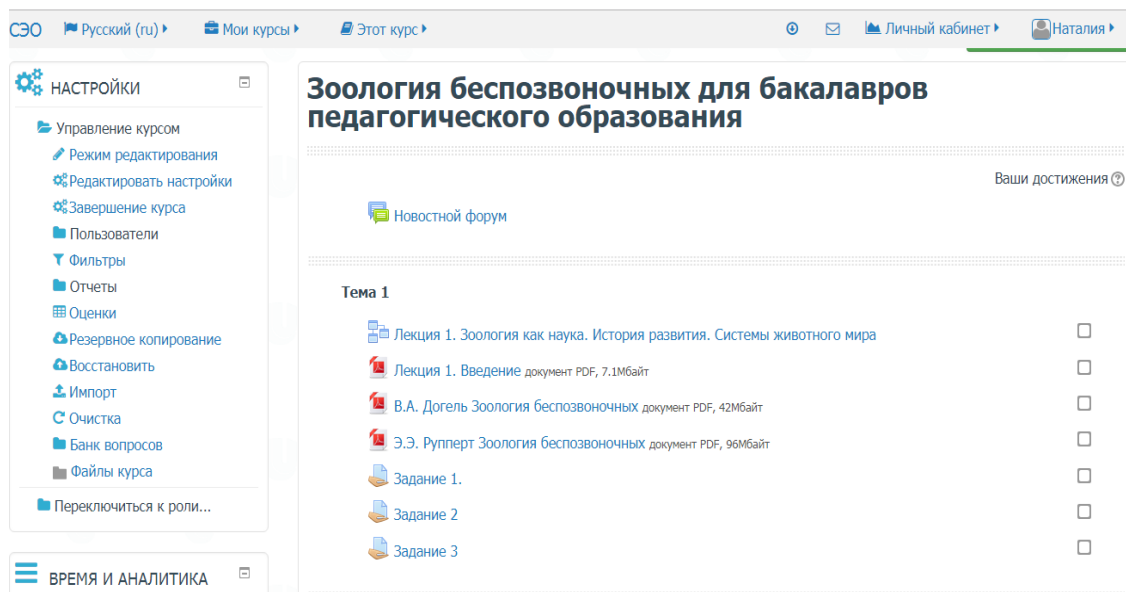 СЭО Русский (ru) Мои курсы Этот курс Личный кабинет Наталия
НАСТРОЙКИ
Управление курсом
Режим редактирования
Редактировать настройки
Завершение курса
Пользователи
Фильтры
Отчеты
Оценки
Резервное копирование
Восстановить
Импорт
Очистка
Банк вопросов
Файлы курса
Переключиться к роли...
ВРЕМЯ И АНАЛИТИКА
Зоология беспозвоночных для бакалавров
педагогического образования
Ваши достижения
Новостной форум
Тема 1
Лекция 1. Зоология как наука. История развития. Системы животного мира
Лекция 1. Введение документ PDF, 7.1Мбайт
В.А. Догель Зоология беспозвоночных документ PDF, 42Мбайт
Э.Э. Рупперт Зоология беспозвоночных документ PDF, 96Мбайт
Задание 1.
Задание 2
Задание 3